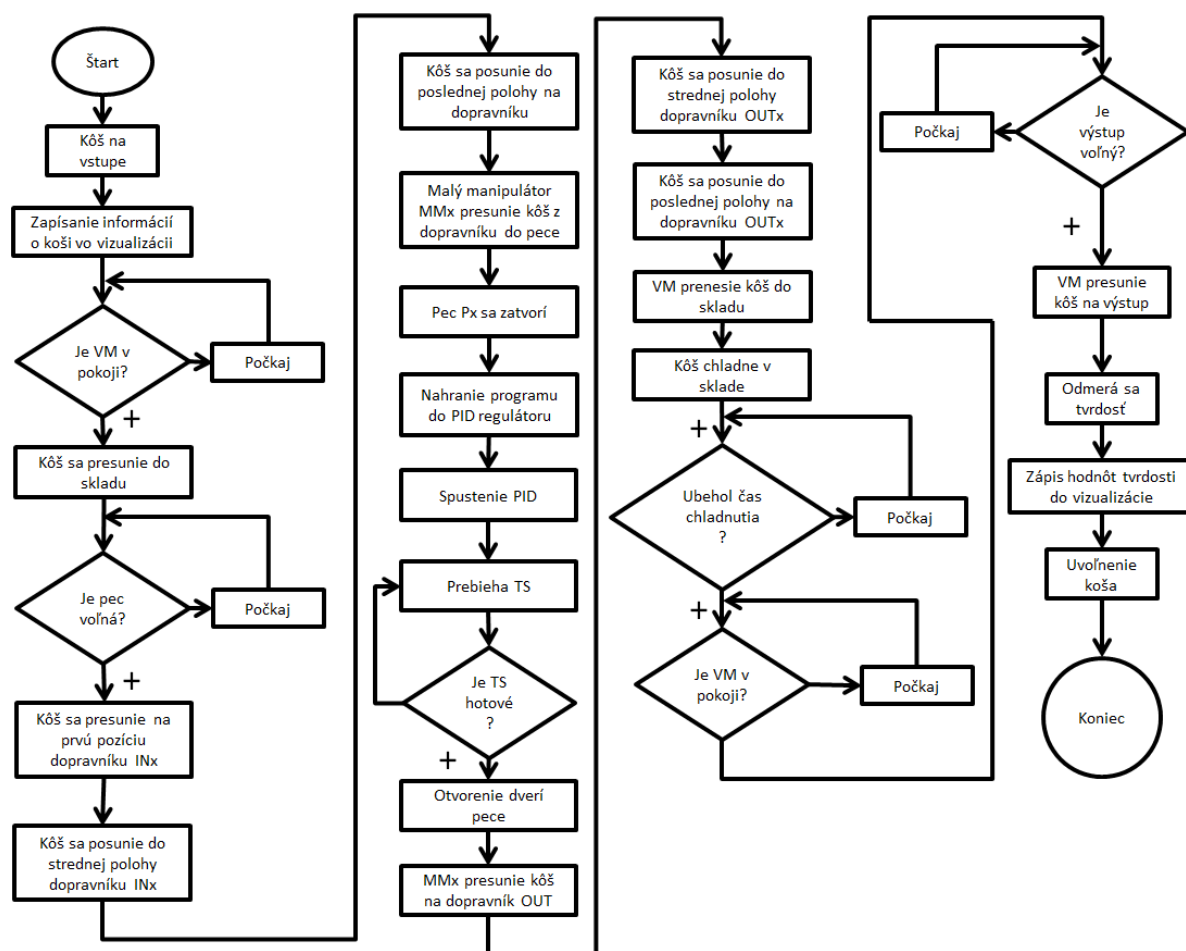 Štart
Kôš na
vstupe
Zapísanie informácií
o koši vo vizualizácii
Je VM v
pokoji?
Počkaj
+
Kôš sa presunie do
skladu
Je pec
voľná?
Počkaj
+
Kôš sa presunie na
prvú pozíciu
dopravníku INx
Kôš sa posunie do
strednej polohy
dopravníku INx
Kôš sa posunie do
poslednej polohy na
dopravníku
Malý manipulátor
MMx presunie kôš z
dopravníku do pece
Pec Px sa zatvorí
Nahranie programu
do PID regulátoru
Spustenie PID
Prebieha TS
Je TS
hotové
?
+
Otvorenie dverí
pece
MMx presunie kôš
na dopravník OUT
Kôš sa posunie do
strednej polohy
dopravníku OUTx
Kôš sa posunie do
poslednej polohy na
dopravníku OUTx
VM prenesie kôš do
skladu
Kôš chladne v
sklade
+
Ubehol čas
chladnutia
?
Počkaj
+
Je VM v
pokoji?
Počkaj
Je
výstup
voľný?
Počkaj
+
VM presunie
kôš na výstup
Odmerá sa
tvrdosť
Zápis hodnôt tvrdosti
do vizualizácie
Uvoľnenie
koša
Koniec